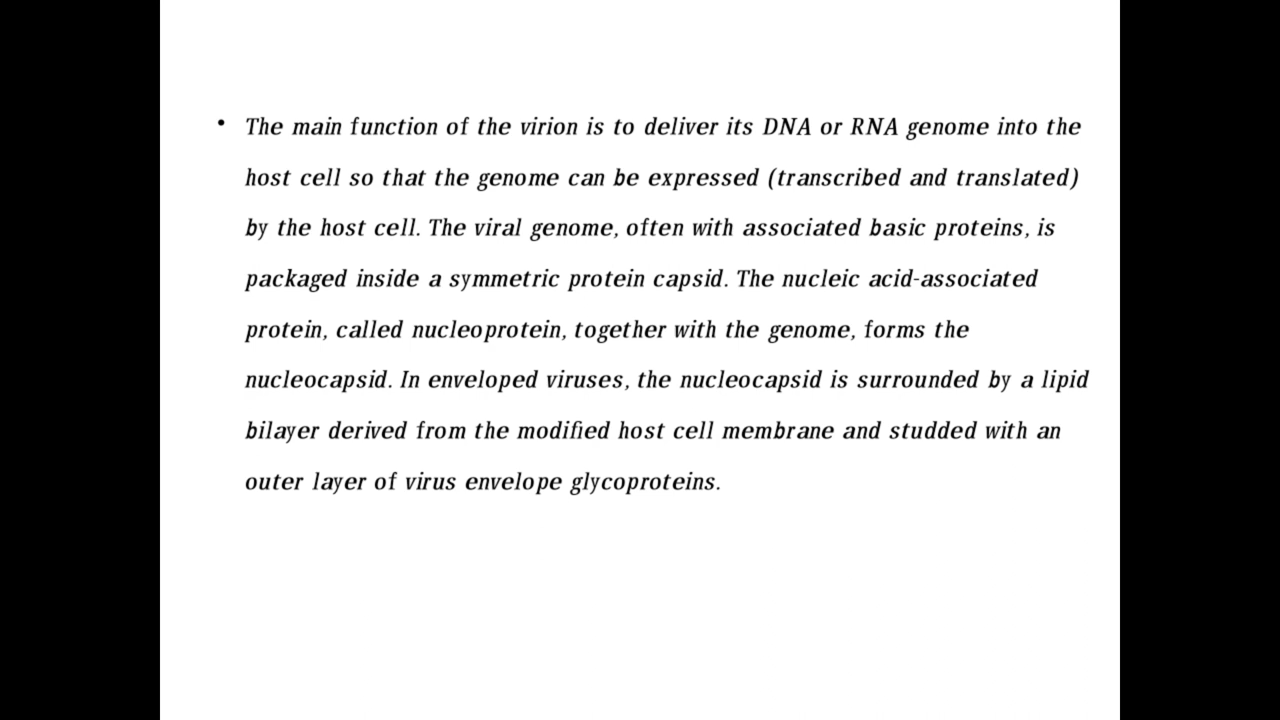 • The main function of the virion is to deliver its DNA or RNA genome into the
host cell so that the genome can be expressed (transcribed and translated)
by the host cell. The viral genome, often with associated basic proteins, is
packaged inside a symmetric protein capsid. The nucleic acid-associated
protein, called nucleoprotein, together with the genome, forms the
nucleocapsid. In enveloped viruses, the nucleocapsid is surrounded by a lipid
bilayer derived from the modified host cell membrane and studded with an
outer layer of virus envelope glycoproteins.